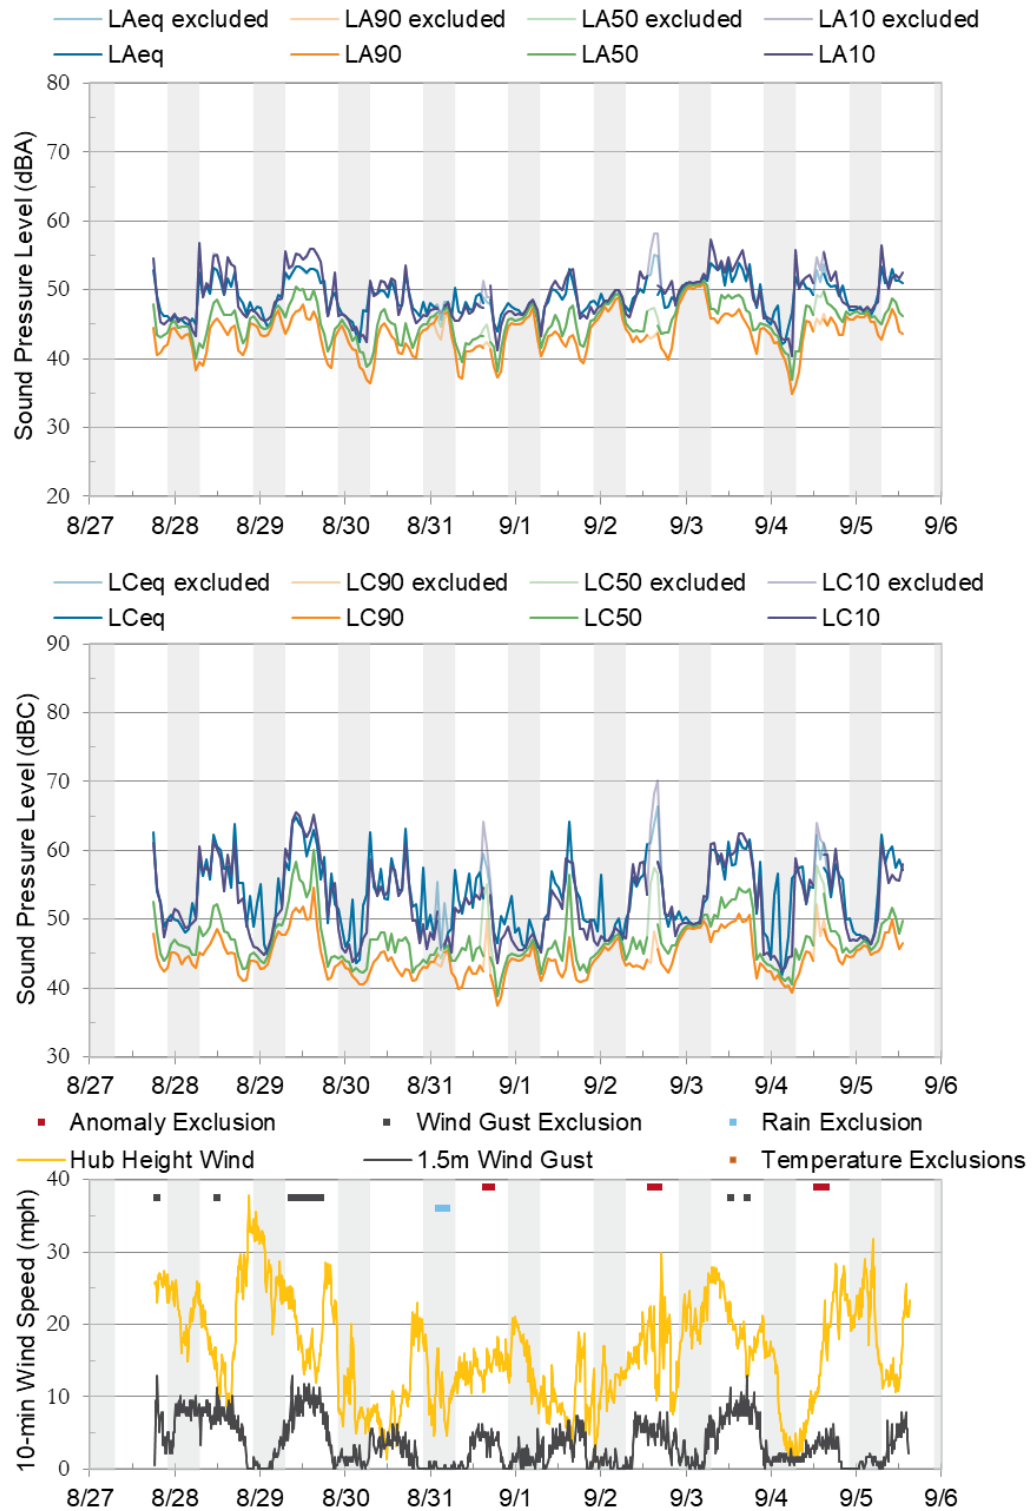 LAeq excluded LA90 excluded LA50 excluded LA10 excluded
LAeq LA90 LA50 LA10
Sound Pressure Level (dBA)
80
70
60
50
40
30
20
8/27 8/28 8/29 8/30 8/31 9/1 9/2 9/3 9/4 9/5 9/6
LCeq excluded LC90 excluded LC50 excluded LC10 excluded
LCeq LC90 LC50 LC10
Sound Pressure Level (dBC)
90
80
70
60
50
40
30
8/27 8/28 8/29 8/30 8/31 9/1 9/2 9/3 9/4 9/5 9/6
Anomaly Exclusion Wind Gust Exclusion Rain Exclusion
Hub Height Wind 1.5m Wind Gust Temperature Exclusions
10-min Wind Speed (mph)
40
30
20
10
0
8/27 8/28 8/29 8/30 8/31 9/1 9/2 9/3 9/4 9/5 9/6